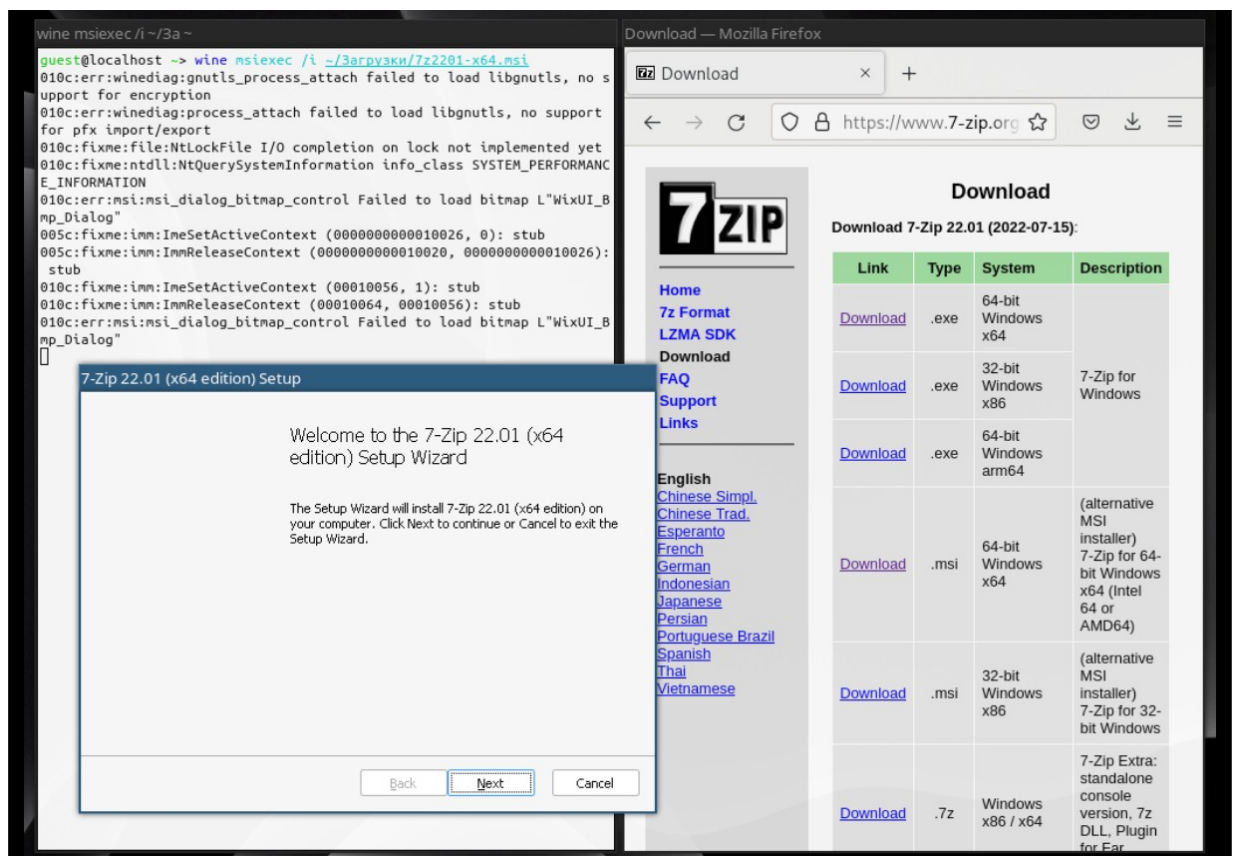 wine msiexec /i ~/За ~
guest@localhost ~> wine msiexec /i ~/Загрузки/7z2201-x64.msi
010c:err:winediag:gnutls_process_attach failed to load libgnutls, no s
upport for encryption
010c:err:winediag:process_attach failed to load libgnutls, no support
for pfx import/export
010c:fixme:file:NtLockFile I/O completion on lock not implemented yet
010c:fixme:ntdll:NtQuerySystemInformation info_class SYSTEM_PERFORMANC
E_INFORMATION
010c:err:msi:msi_dialog_bitmap_control Failed to load bitmap L"WixUI_B
mp_Dialog"
005c:fixme:imm:ImeSetActiveContext (0000000000010026, 0): stub
005c:fixme:imm:ImmReleaseContext (0000000000010020, 0000000000010026):
stub
010c:fixme:imm:ImeSetActiveContext (00010056, 1): stub
010c:fixme:imm:ImmReleaseContext (00010064, 00010056): stub
010c:err:msi:msi_dialog_bitmap_control Failed to load bitmap L"WixUI_B
mp_Dialog"
7-Zip 22.01 (x64 edition) Setup
Welcome to the 7-Zip 22.01 (x64
edition) Setup Wizard
The Setup Wizard will install 7-Zip 22.01 (x64 edition) on
your computer. Click Next to continue or Cancel to exit the
Setup Wizard.
Back Next Cancel
Download — Mozilla Firefox
7z Download × +
https://www.7-zip.org
7 ZIP
Home
7z Format
LZMA SDK
Download
FAQ
Support
Links
English
Chinese Simpl.
Chinese Trad.
Esperanto
French
German
Indonesian
Japanese
Persian
Portuguese Brazil
Spanish
Thai
Vietnamese
Download
Download 7-Zip 22.01 (2022-07-15):
Link Type System Description
Download .exe 64-bit
Windows
x64
Download .exe 32-bit
Windows
x86
7-Zip for
Windows
Download .exe 64-bit
Windows
arm64
Download .msi 64-bit
Windows
x64
(alternative
MSI
installer)
7-Zip for 64-
bit Windows
x64 (Intel
64 or
AMD64)
Download .msi 32-bit
Windows
x86
(alternative
MSI
installer)
7-Zip for 32-
bit Windows
Download .7z Windows
x86 / x64
7-Zip Extra:
standalone
console
version, 7z
DLL, Plugin
for Far